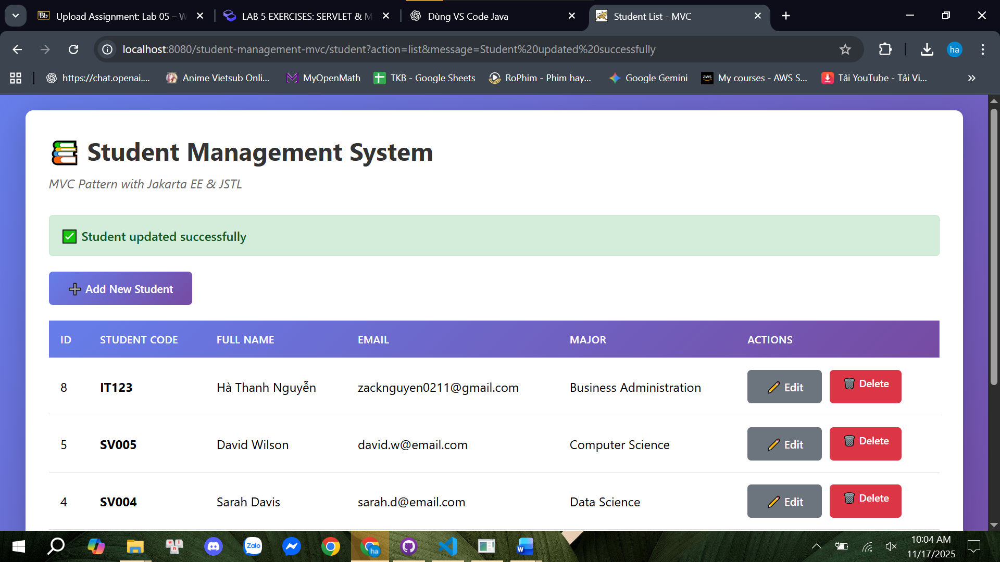 Upload Assignment: Lab 05 – W
LAB 5 EXERCISES: SERVLET & M
Dùng VS Code Java
Student List - MVC
localhost:8080/student-management-mvc/student?action=list&message=Student%20updated%20successfully
ha
https://chat.openai....
Anime Vietsub Onli...
MyOpenMath
TKB - Google Sheets
RoPhim - Phim hay...
Google Gemini
aws
My courses - AWS S...
Tải YouTube - Tải Vi...
Student Management System
MVC Pattern with Jakarta EE & JSTL
Student updated successfully
Add New Student
ID STUDENT CODE FULL NAME EMAIL MAJOR ACTIONS
8 IT123 Hà Thanh Nguyễn zacknguyen0211@gmail.com Business Administration Edit Delete
5 SV005 David Wilson david.w@email.com Computer Science Edit Delete
4 SV004 Sarah Davis sarah.d@email.com Data Science Edit Delete
Zalo
ha
10:04 AM
11/17/2025